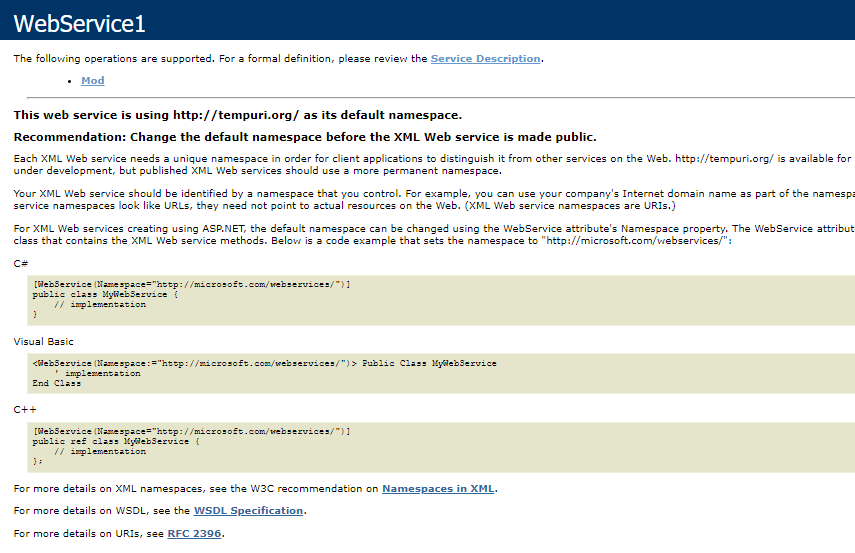 WebService1
The following operations are supported. For a formal definition, please review the Service Description.
• Mod
This web service is using http://tempuri.org/ as its default namespace.
Recommendation: Change the default namespace before the XML Web service is made public.
Each XML Web service needs a unique namespace in order for client applications to distinguish it from other services on the Web. http://tempuri.org/ is available for
under development, but published XML Web services should use a more permanent namespace.
Your XML Web service should be identified by a namespace that you control. For example, you can use your company's Internet domain name as part of the namespa
service namespaces look like URLs, they need not point to actual resources on the Web. (XML Web service namespaces are URIs.)
For XML Web services creating using ASP.NET, the default namespace can be changed using the WebService attribute's Namespace property. The WebService attribut
class that contains the XML Web service methods. Below is a code example that sets the namespace to "http://microsoft.com/webservices/":
C#
[WebService(Namespace="http://microsoft.com/webservices/")]
public class MyWebService {
    // implementation
}
Visual Basic
<WebService(Namespace:="http://microsoft.com/webservices/")> Public Class MyWebService
    ' implementation
End Class
C++
[WebService(Namespace="http://microsoft.com/webservices/")]
public ref class MyWebService {
    // implementation
};
For more details on XML namespaces, see the W3C recommendation on Namespaces in XML.
For more details on WSDL, see the WSDL Specification.
For more details on URIs, see RFC 2396.